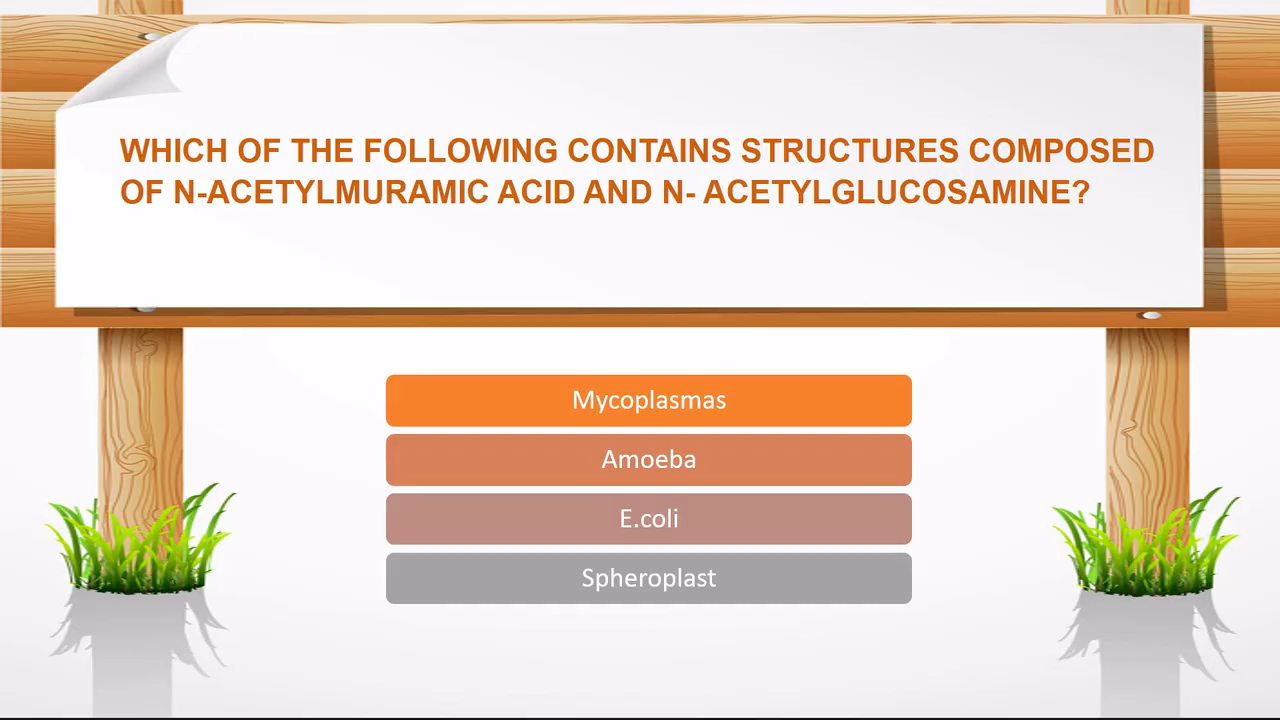 WHICH OF THE FOLLOWING CONTAINS STRUCTURES COMPOSED
OF N-ACETYLMURAMIC ACID AND N- ACETYLGLUCOSAMINE?
Mycoplasmas
Amoeba
E.coli
Spheroplast